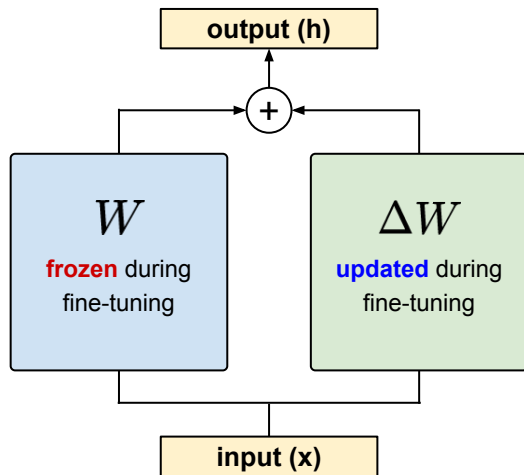 output (h)
+
W
frozen during
fine-tuning
ΔW
updated during
fine-tuning
input (x)